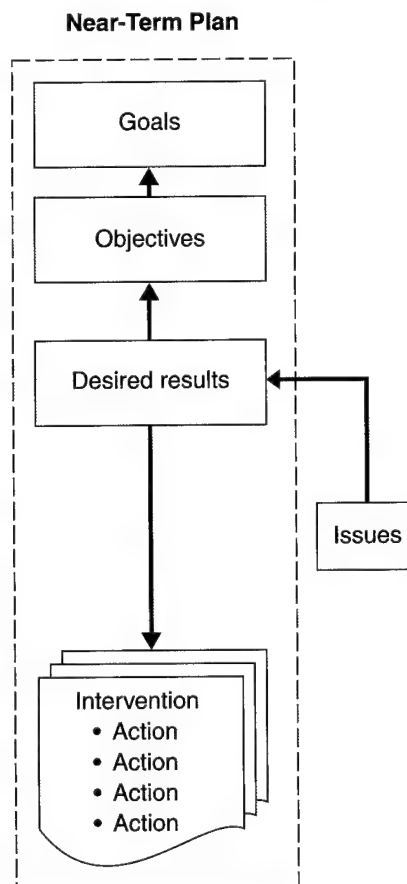 Near-Term Plan
Goals
Objectives
Desired results
Issues
Intervention
• Action
• Action
• Action
• Action